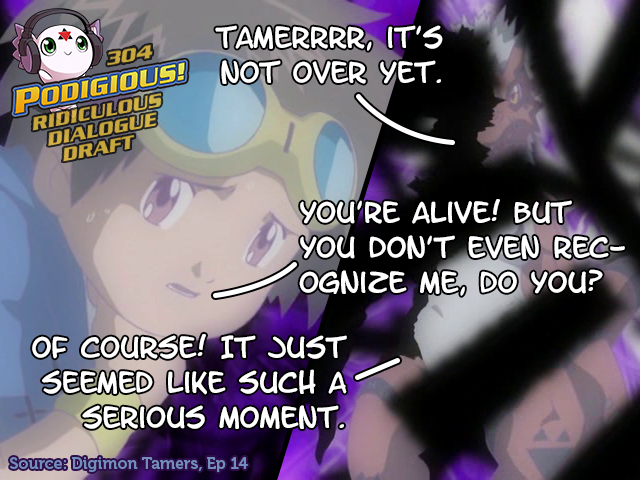 304
PODIGIOUS!
RIDICULOUS
DIALOGUE
DRAFT
TAMERRRR, IT'S
NOT OVER YET.
YOU'RE ALIVE! BUT
YOU DON'T EVEN REC-
OGNIZE ME, DO YOU?
OF COURSE! IT JUST
SEEMED LIKE SUCH A
SERIOUS MOMENT.
Source: Digimon Tamers, Ep 14